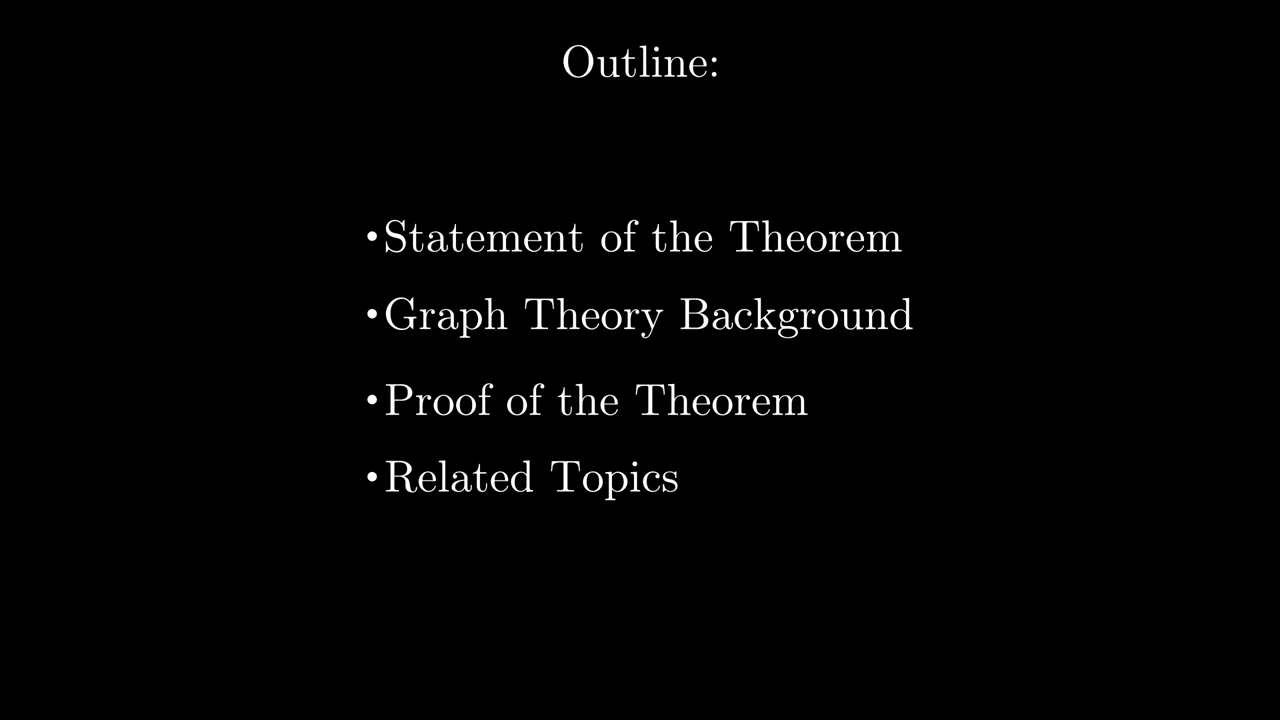 Outline:
•Statement of the Theorem
•Graph Theory Background
•Proof of the Theorem
•Related Topics